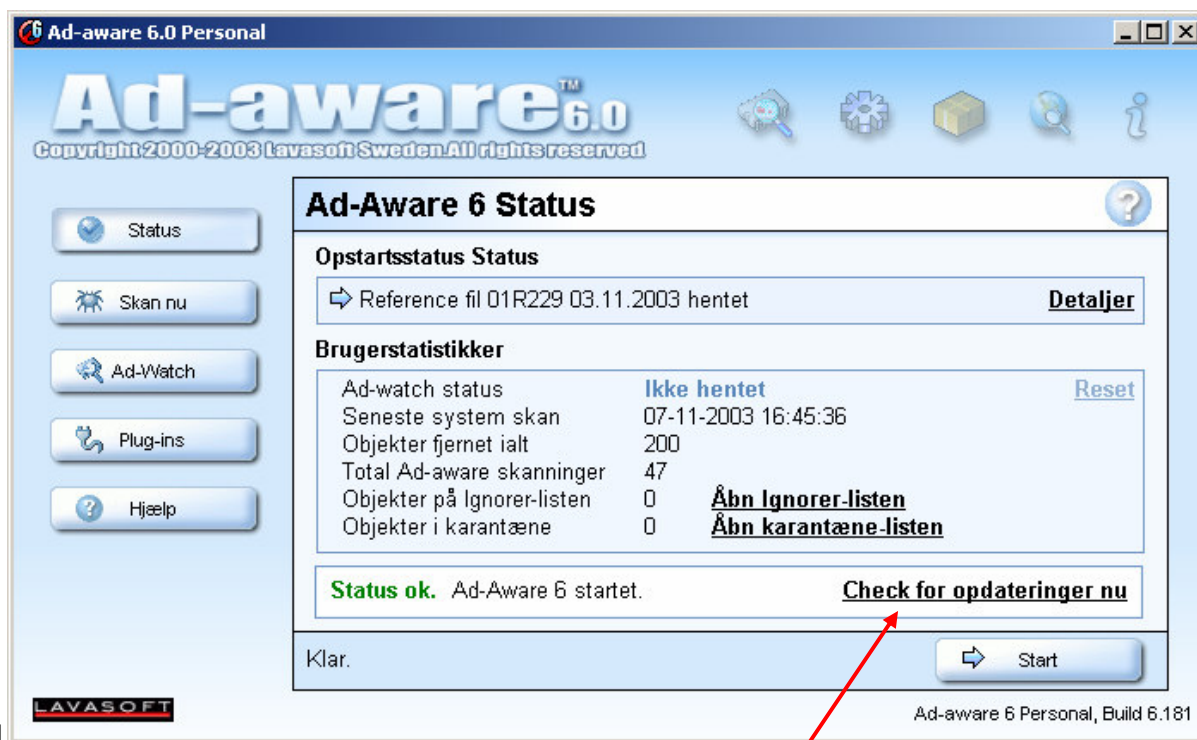 Ad-aware 6.0 Personal
Ad-aware 6.0 ™
Copyright 2000-2003 Lavasoft Sweden. All rights reserved.
Ad-Aware 6 Status
Status
Opstartsstatus Status
Skan nu
Reference fil 01R229 03.11.2003 hentet Detaljer
Brugerstatistikker
Ad-Watch
Ad-watch status Ikke hentet Reset
Seneste system skan 07-11-2003 16:45:36
Plug-ins
Objekter fjernet ialt 200
Total Ad-aware skanninger 47
Objekter på Ignorer-listen 0 Åbn Ignorer-listen
Hjælp
Objekter i karantæne 0 Åbn karantæne-listen
Status ok. Ad-Aware 6 startet. Check for opdateringer nu
Klar. Start
LAVASOFT
Ad-aware 6 Personal, Build 6.181